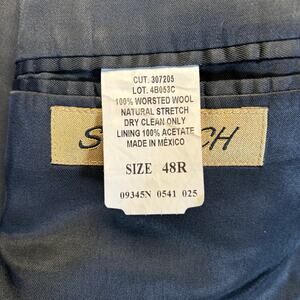 CUT. 307205
LOT. 4B053C
100% WORSTED WOOL
NATURAL STRETCH
DRY CLEAN ONLY
LINING 100% ACETATE
MADE IN MÉXICO
SIZE 48R
09345N 0541 025